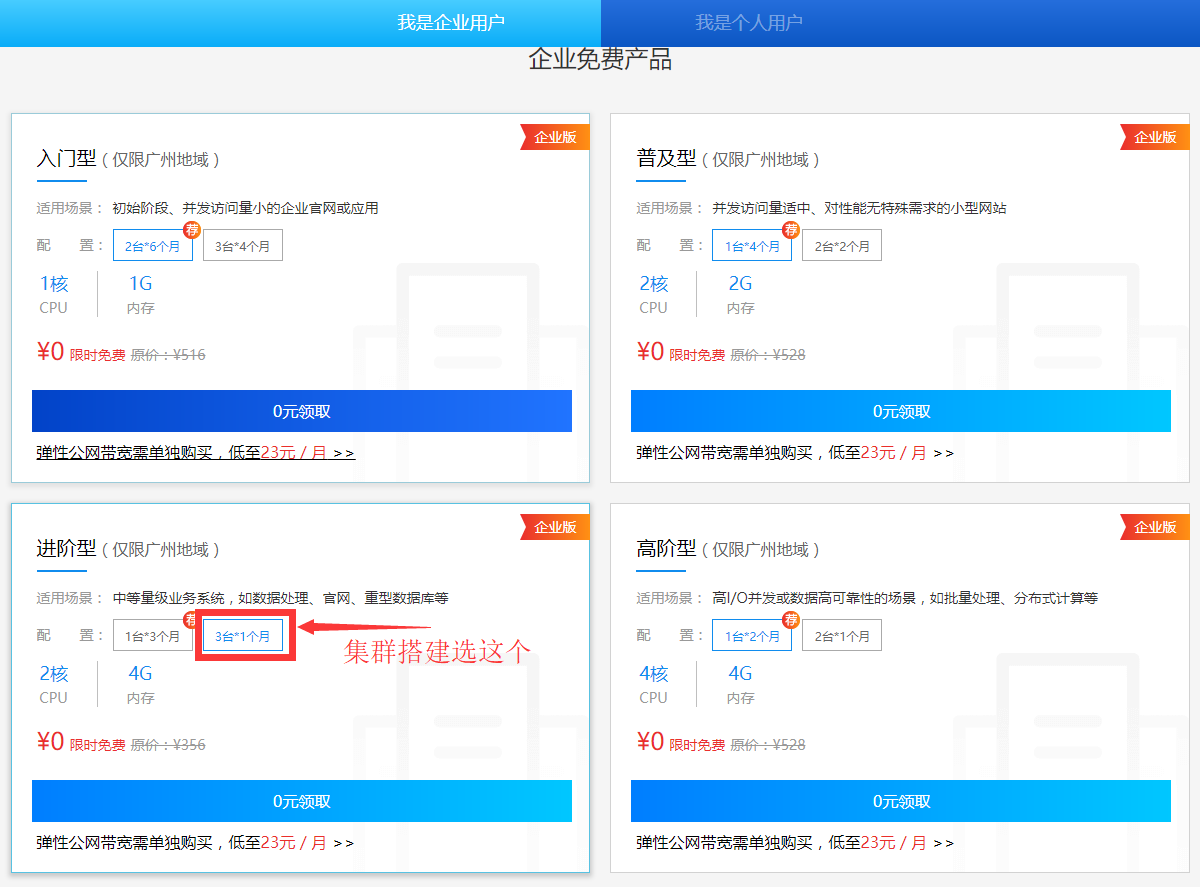 我是企业用户
我是个人用户
企业免费产品
企业版
入门型 ( 仅限广州地域 )
适用场景： 初始阶段、并发访问量小的企业官网或应用
配 置： 2台*6个月 荐 3台*4个月
1核 1G
CPU 内存
¥0 限时免费 原价：¥516
0元领取
弹性公网带宽需单独购买，低至23元 / 月 >>
企业版
普及型 ( 仅限广州地域 )
适用场景： 并发访问量适中、对性能无特殊需求的小型网站
配 置： 1台*4个月 荐 2台*2个月
2核 2G
CPU 内存
¥0 限时免费 原价：¥528
0元领取
弹性公网带宽需单独购买，低至23元 / 月 >>
企业版
进阶型 ( 仅限广州地域 )
适用场景： 中等量级业务系统，如数据处理、官网、重型数据库等
配 置： 1台*3个月 荐 3台*1个月
集群搭建选这个
2核 4G
CPU 内存
¥0 限时免费 原价：¥356
0元领取
弹性公网带宽需单独购买，低至23元 / 月 >>
企业版
高阶型 ( 仅限广州地域 )
适用场景： 高I/O并发或数据高可靠性的场景，如批量处理、分布式计算等
配 置： 1台*2个月 荐 2台*1个月
4核 4G
CPU 内存
¥0 限时免费 原价：¥528
0元领取
弹性公网带宽需单独购买，低至23元 / 月 >>